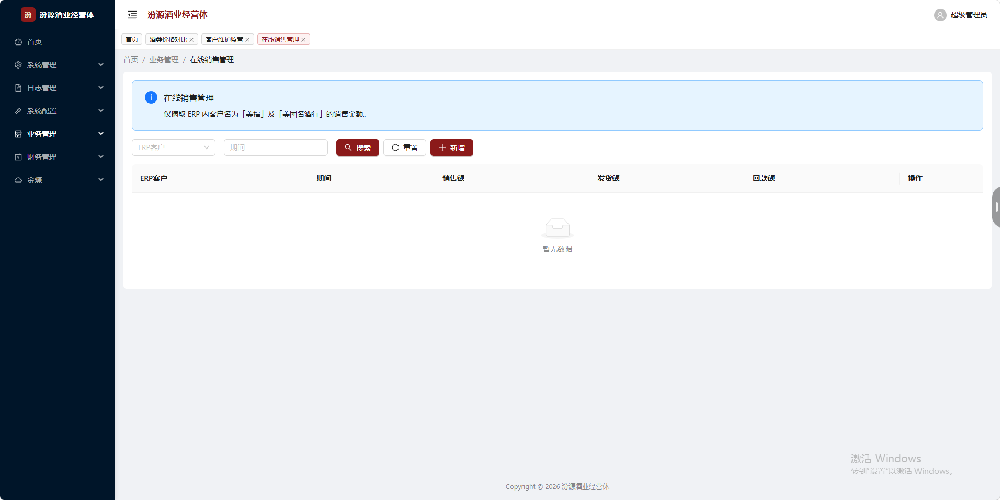 汾 汾源酒业经营体
首页
系统管理
日志管理
系统配置
业务管理
财务管理
金蝶
汾源酒业经营体
超级管理员
首页 酒类价格对比 客户维护监管 在线销售管理
首页 / 业务管理 / 在线销售管理
在线销售管理
仅摘取 ERP 内客户名为「美福」及「美团名酒行」的销售金额。
ERP客户 期间 搜索 重置 新增
ERP客户 期间 销售额 发货额 回款额 操作
暂无数据
激活 Windows
转到“设置”以激活 Windows。
Copyright © 2026 汾源酒业经营体